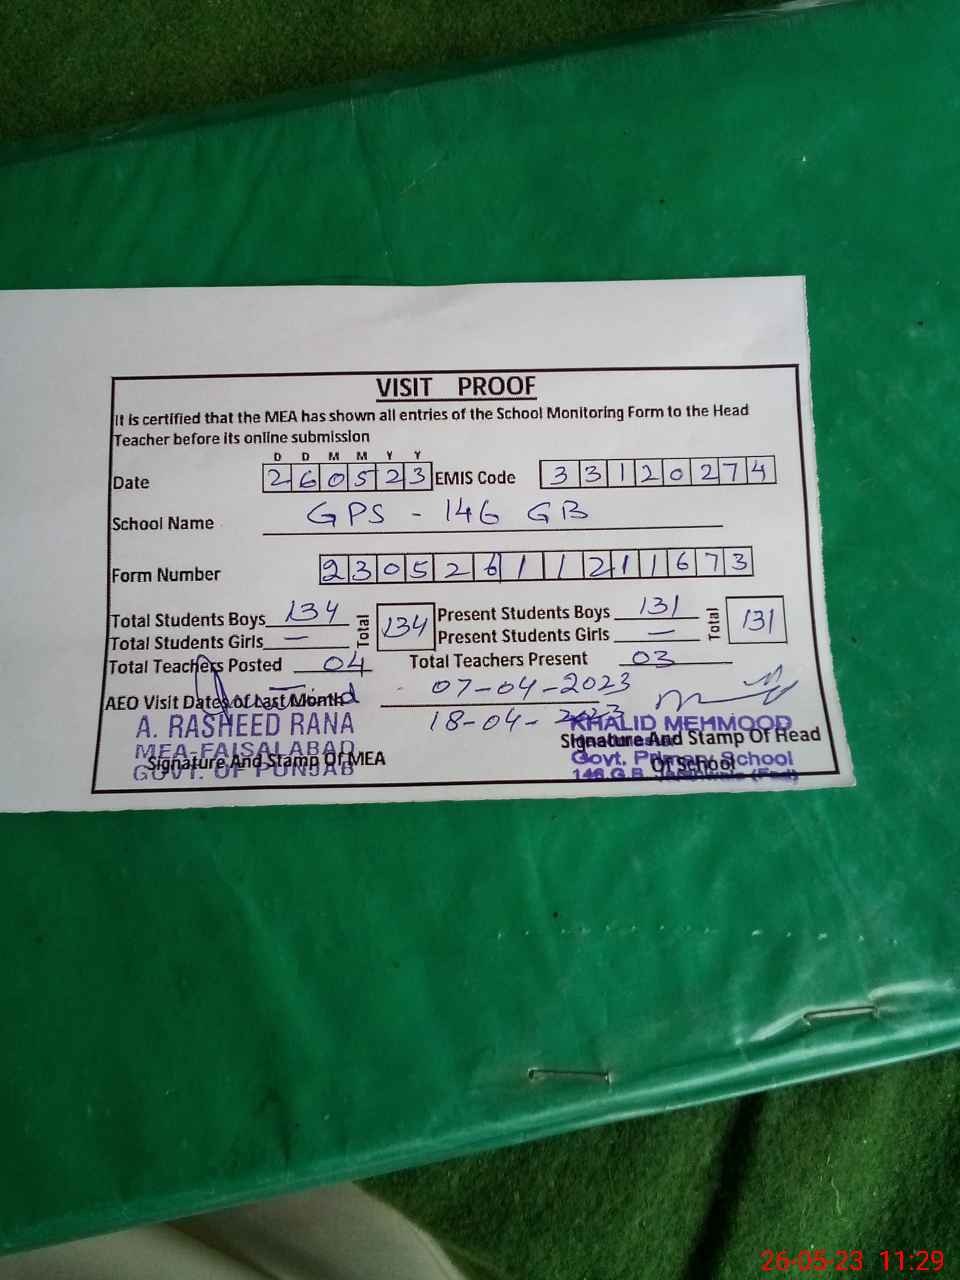 VISIT PROOF
It is certified that the MEA has shown all entries of the School Monitoring Form to the Head
Teacher before its online submission
D D M M Y Y
Date 260523 EMIS Code 33120274
School Name GPS - 146 GB
Form Number 230526112111673
Total Students Boys 134 Total 134 Present Students Boys 131 Total 131
Total Students Girls — Present Students Girls —
Total Teachers Posted 04 Total Teachers Present 03
AEO Visit Dates of Last Month 07-04-2023
18-04-2023
A. RASHEED RANA
MEA-FAISALABAD
GOVT. OF PUNJAB
Signature And Stamp Of MEA
KHALID MEHMOOD
Signature And Stamp Of Head
Govt. Primary School
Of School
146 G.B.
26-05-23 11:29